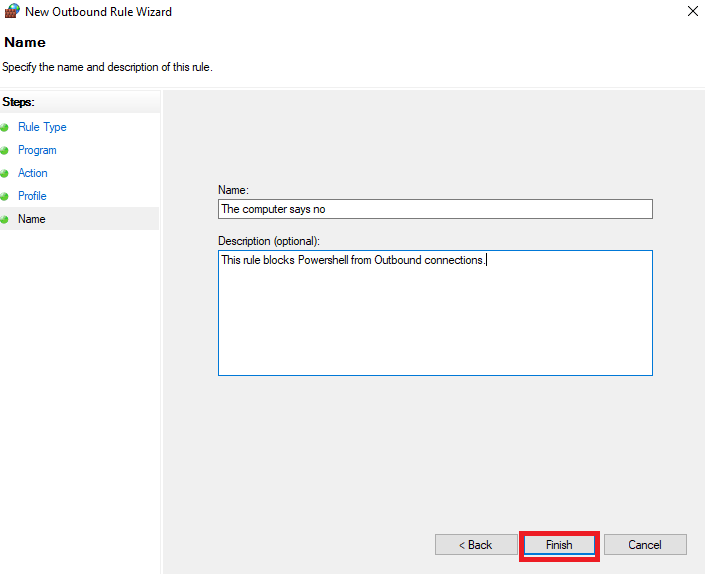 New Outbound Rule Wizard
Name
Specify the name and description of this rule.
Steps:
Rule Type
Program
Action
Profile
Name
Name:
The computer says no
Description (optional):
This rule blocks Powershell from Outbound connections.
< Back
Finish
Cancel